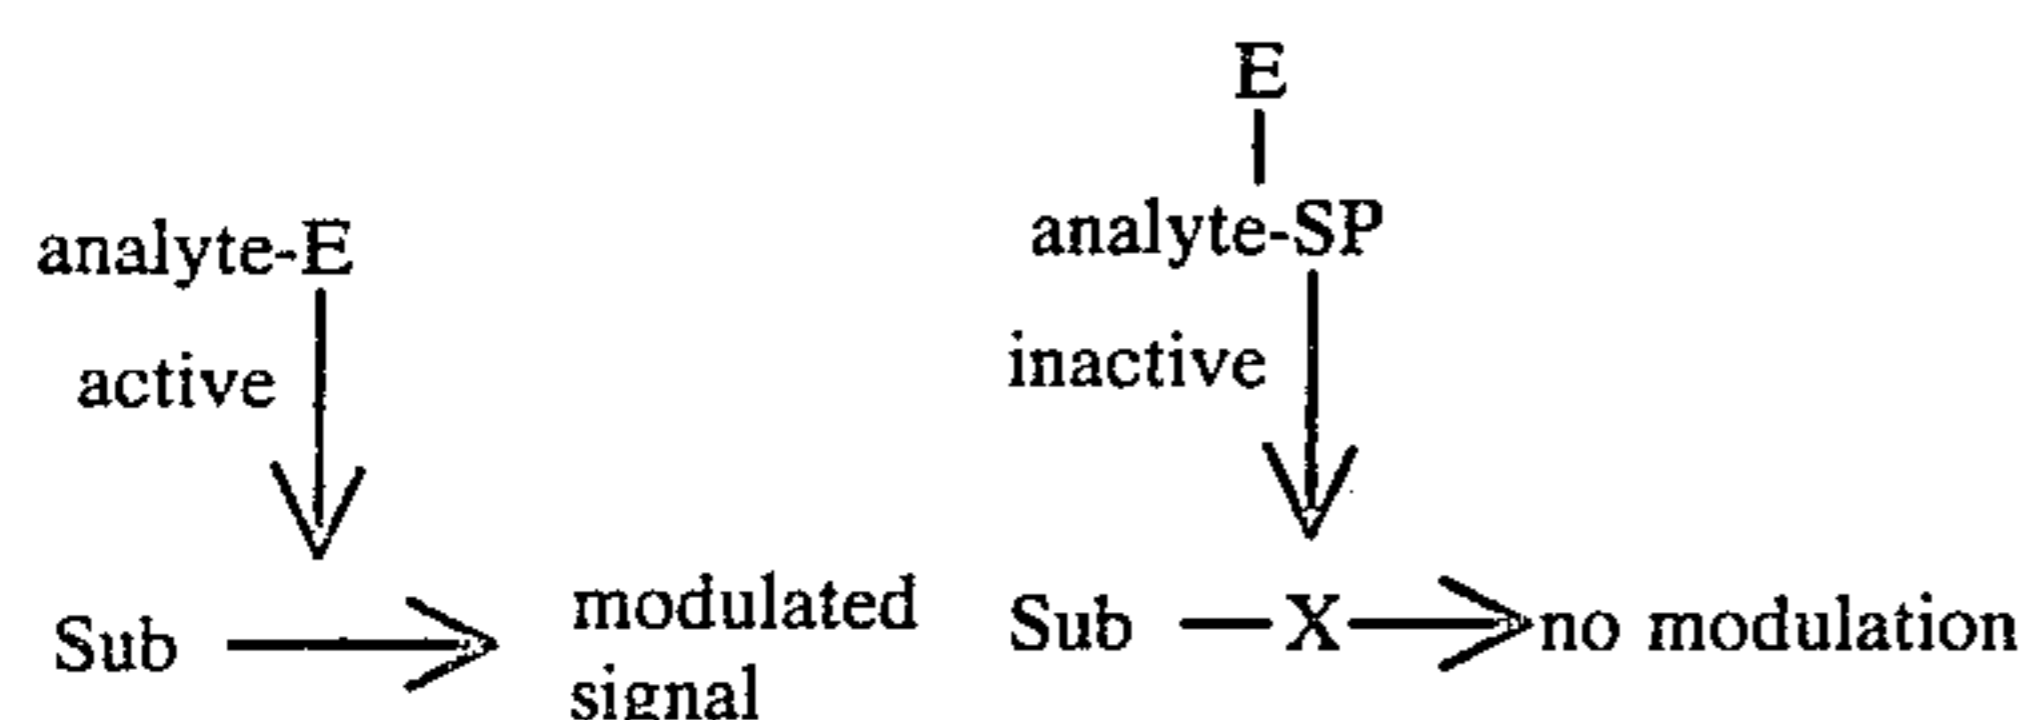 analyte-E
active
Sub
modulated
signal
E
analyte-SP
inactive
Sub
X
no modulation